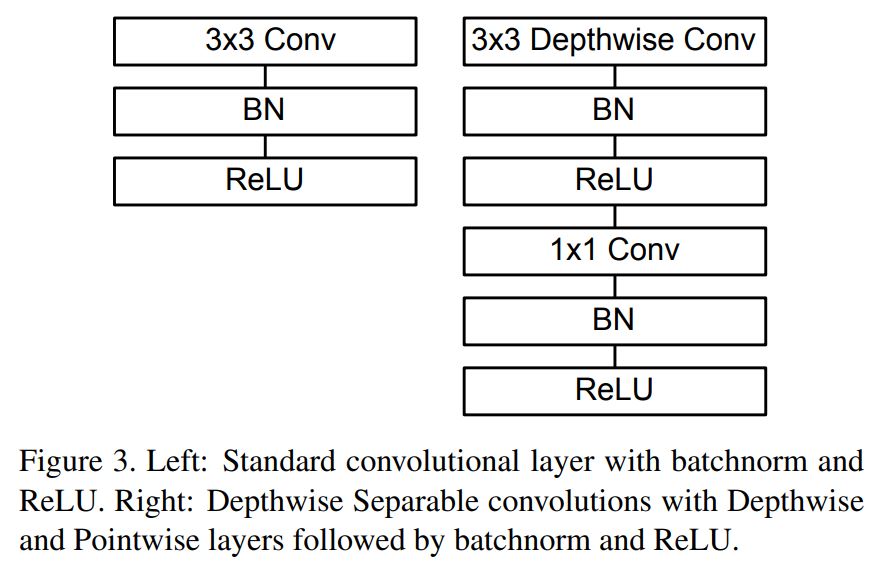 3x3 Conv
BN
ReLU
3x3 Depthwise Conv
BN
ReLU
1x1 Conv
BN
ReLU
Figure 3. Left: Standard convolutional layer with batchnorm and
ReLU. Right: Depthwise Separable convolutions with Depthwise
and Pointwise layers followed by batchnorm and ReLU.